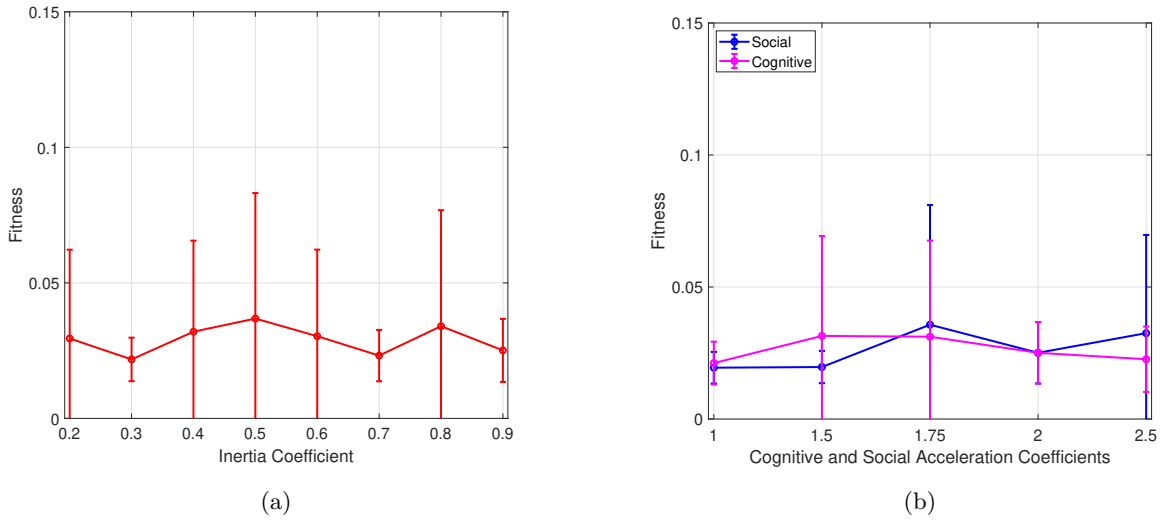 0.15
0.1
0.05
0
Fitness
0.2 0.3 0.4 0.5 0.6 0.7 0.8 0.9
Inertia Coefficient
(a)
0.15
0.1
0.05
0
Fitness
Social
Cognitive
1 1.5 1.75 2 2.5
Cognitive and Social Acceleration Coefficients
(b)